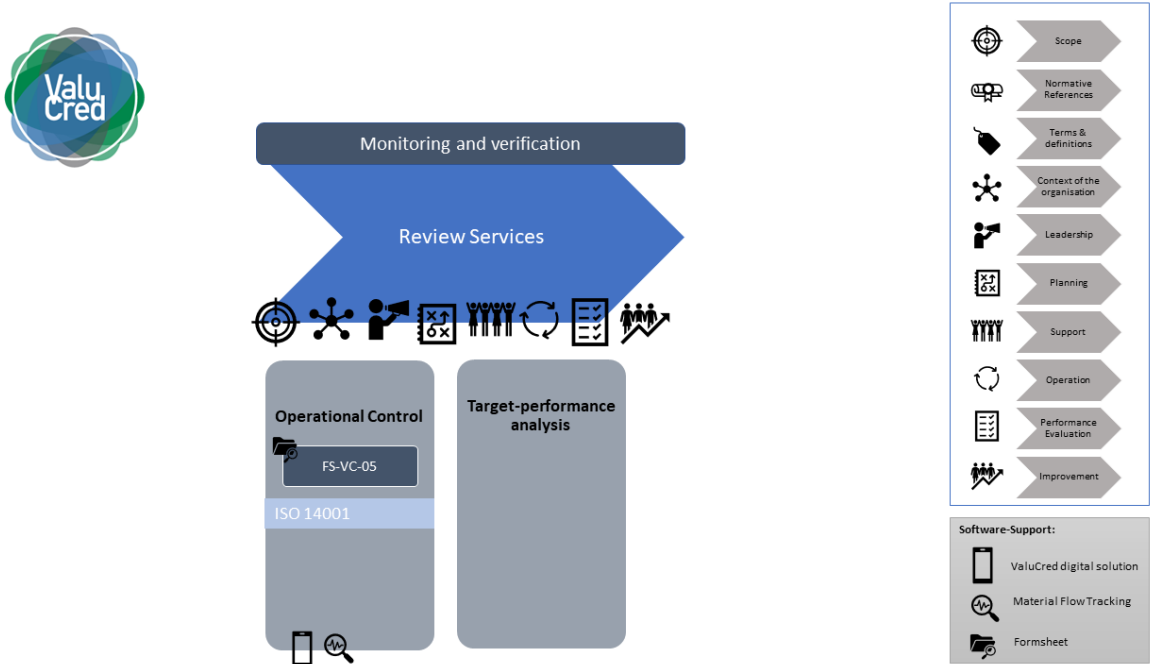 Valu
Cred
Monitoring and verification
Review Services
Operational Control
FS-VC-05
ISO 14001
Target-performance
analysis
Scope
Normative
References
Terms &
definitions
Context of the
organisation
Leadership
Planning
Support
Operation
Performance
Evaluation
Improvement
Software-Support:
ValuCred digital solution
Material Flow Tracking
Formsheet